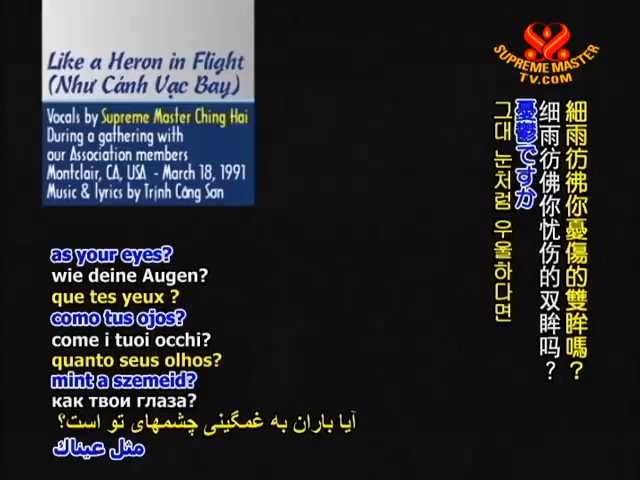 Like a Heron in Flight
(Như Cánh Vạc Bay)
Vocals by Supreme Master Ching Hai
During a gathering with
our Association members
Montclair, CA, USA - March 18, 1991
Music & lyrics by Trịnh Công Sơn
SUPREME MASTER
TV.COM
細雨彷彿你憂傷的雙眸嗎？
细雨彷佛你忧伤的双眸吗？
憂鬱ですか
그대 눈처럼 우울하다면
as your eyes?
wie deine Augen?
que tes yeux ?
como tus ojos?
come i tuoi occhi?
quanto seus olhos?
mint a szemeid?
как твои глаза?
آیا باران به غمگینی چشمهای تو است؟
مثل عيناك